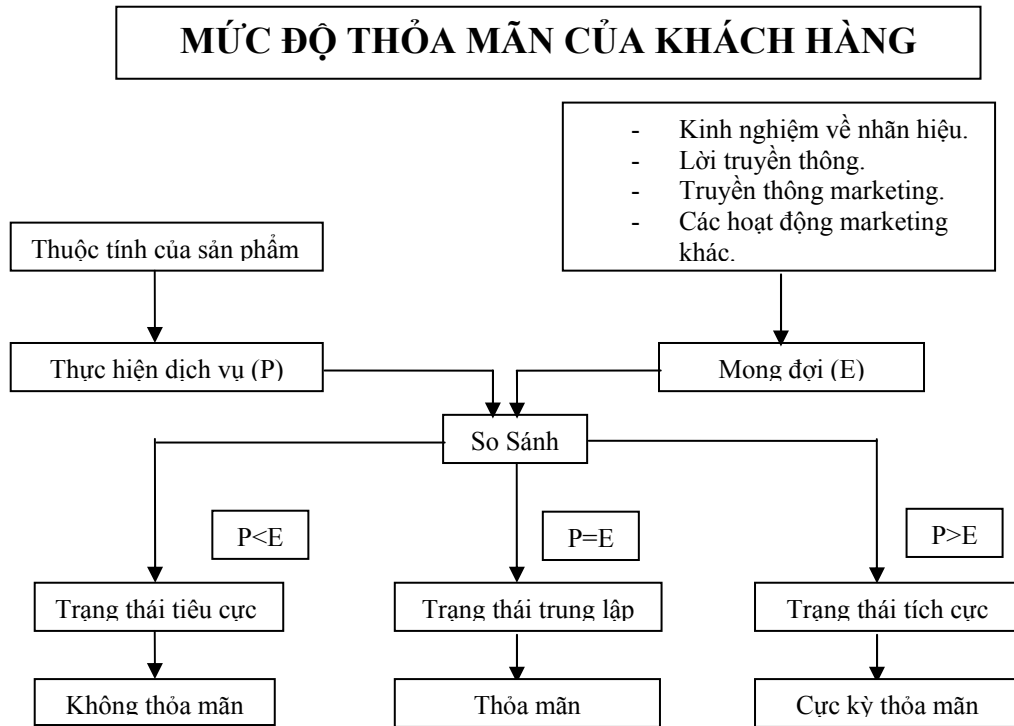 MỨC ĐỘ THỎA MÃN CỦA KHÁCH HÀNG
- Kinh nghiệm về nhãn hiệu.
- Lời truyền thông.
- Truyền thông marketing.
- Các hoạt động marketing
khác.
Thuộc tính của sản phẩm
Thực hiện dịch vụ (P)
Mong đợi (E)
So Sánh
P<E
P=E
P>E
Trạng thái tiêu cực
Trạng thái trung lập
Trạng thái tích cực
Không thỏa mãn
Thỏa mãn
Cực kỳ thỏa mãn